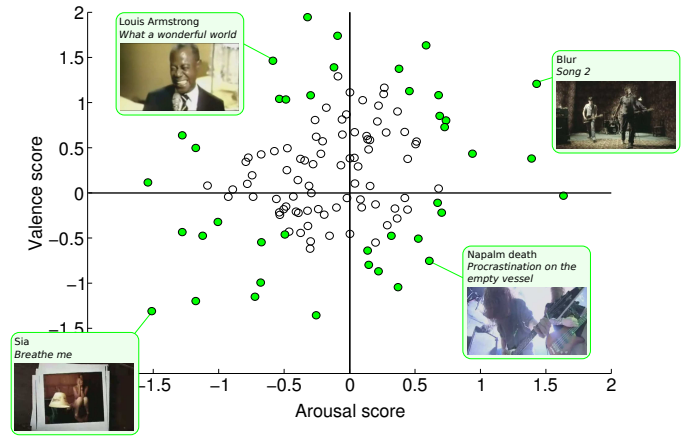 Louis Armstrong
What a wonderful world
Blur
Song 2
Napalm death
Procrastination on the
empty vessel
Sia
Breathe me
Valence score
2
1.5
1
0.5
0
−0.5
−1
−1.5
−1.5
−1
−0.5
0
0.5
1
1.5
2
Arousal score